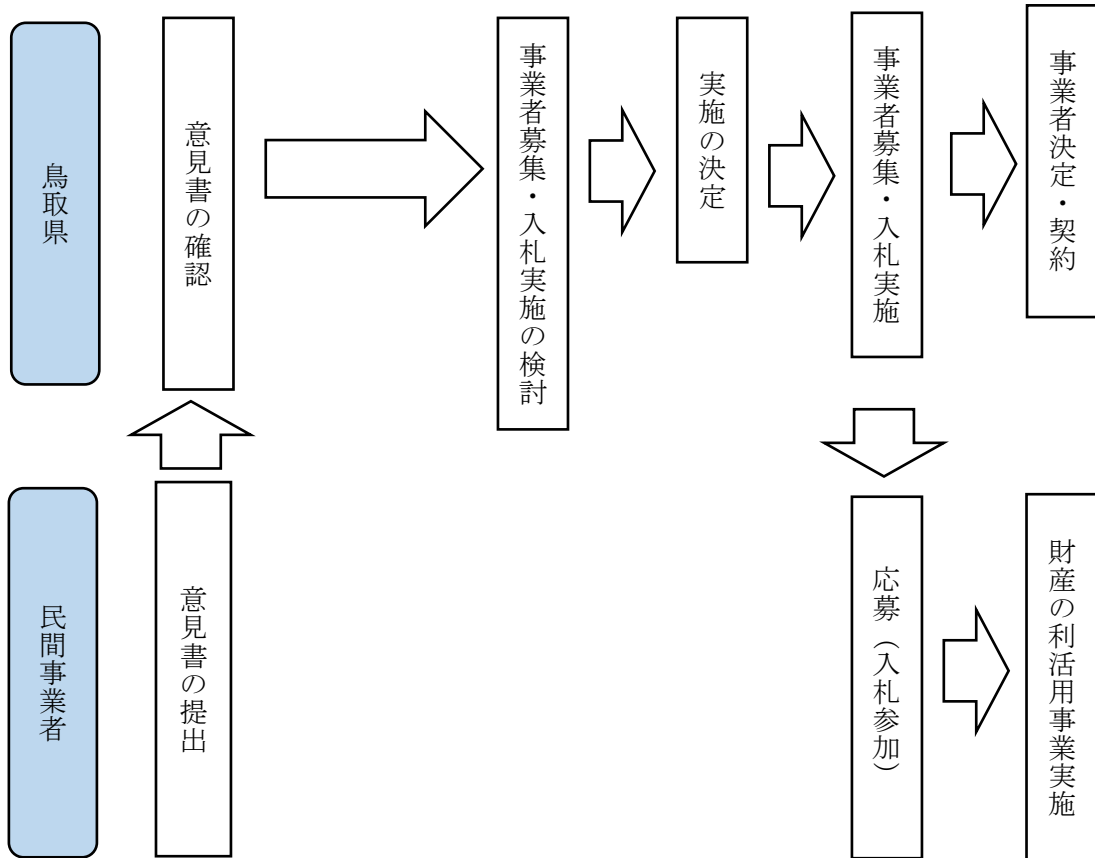 鳥取県
意見書の確認
事業者募集・入札実施の検討
実施の決定
事業者募集・入札実施
事業者決定・契約
民間事業者
意見書の提出
応募（入札参加）
財産の利活用事業実施